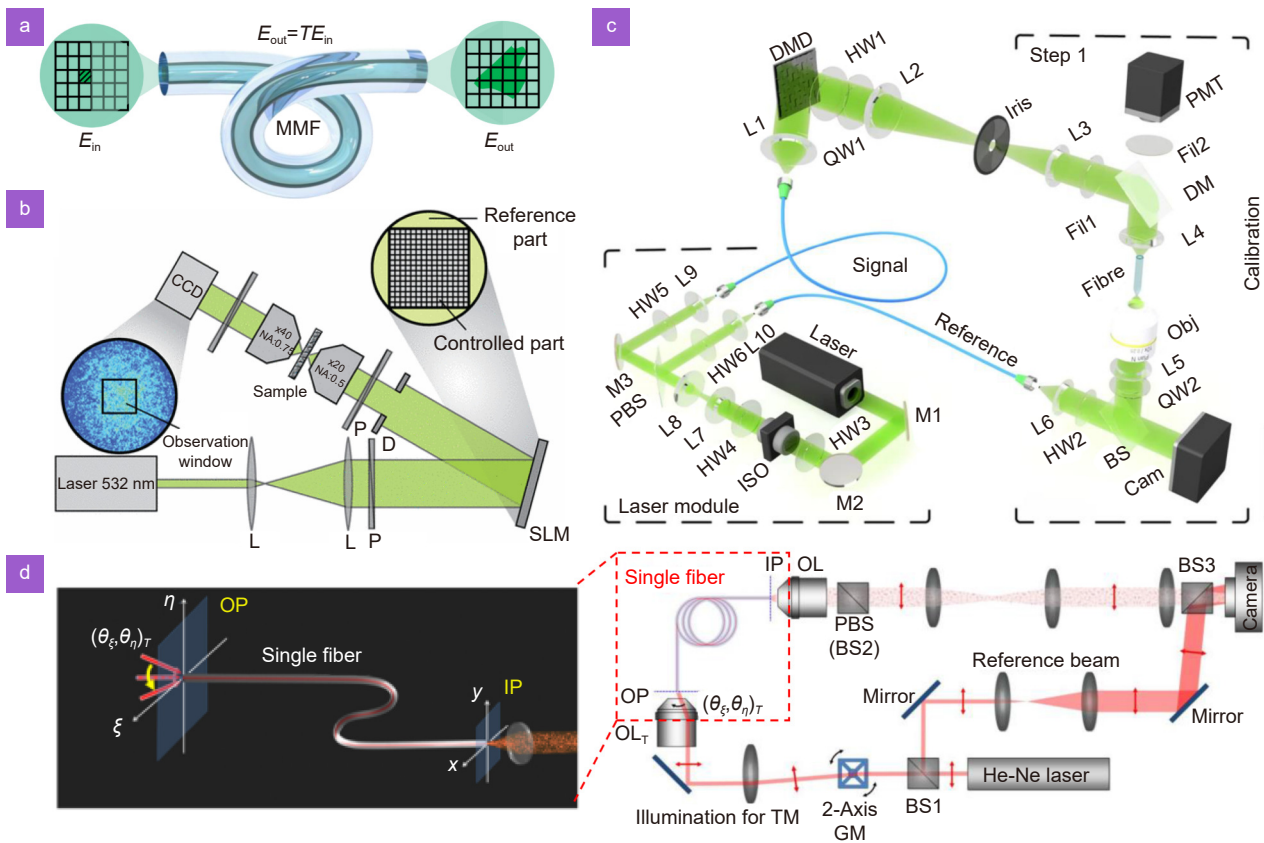 a
E_out=TE_in
MMF
E_in
E_out
b
Reference
part
CCD
x40
NA:0.75
Controlled part
x20
NA:0.5
Sample
Observation
window
P
D
Laser 532 nm
L
L
P
SLM
c
Step 1
DMD
HW1
L2
PMT
L1
QW1
Iris
L3
Fil2
DM
Fil1
L4
Calibration
Signal
Fibre
HW5
L9
Reference
Obj
M3
PBS
HW6
L10
Laser
L5
QW2
L8
L7
HW4
ISO
HW3
M1
L6
HW2
BS
Cam
M2
Laser module
d
η
OP
(θ_ξ,θ_η)_T
Single fiber
IP
y
ξ
x
Single fiber
IP
OL
BS3
Camera
PBS
(BS2)
Reference beam
OP
(θ_ξ,θ_η)_T
Mirror
Mirror
OL_T
He-Ne laser
Illumination for TM
2-Axis
GM
BS1